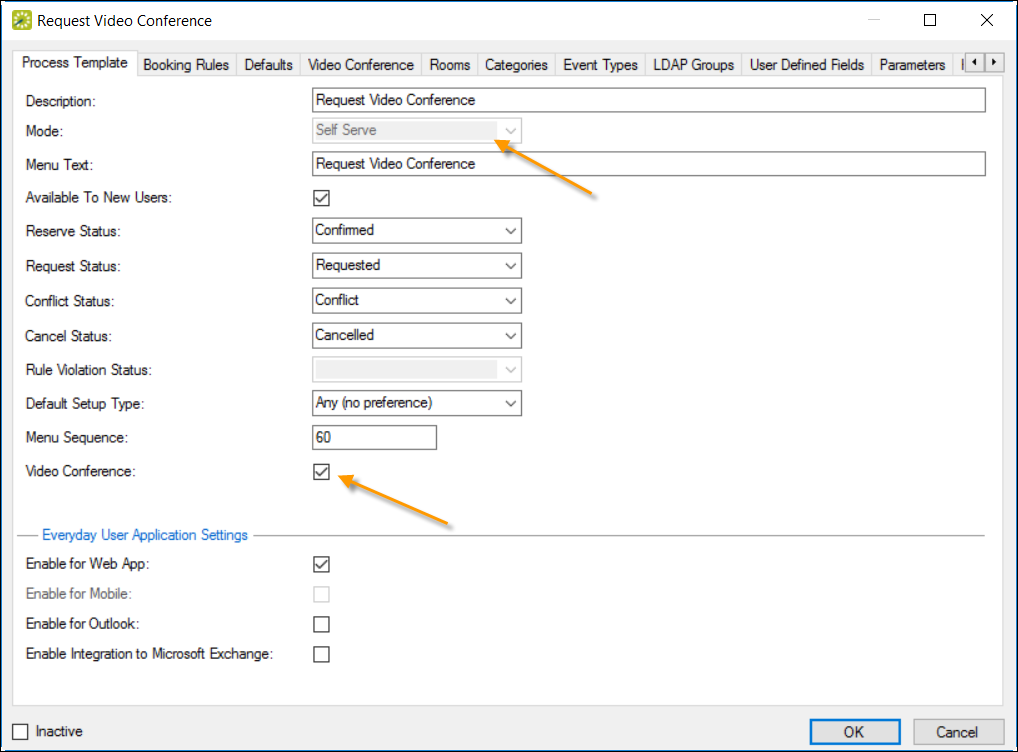 Request Video Conference
Process Template Booking Rules Defaults Video Conference Rooms Categories Event Types LDAP Groups User Defined Fields Parameters
Description: Request Video Conference
Mode: Self Serve
Menu Text: Request Video Conference
Available To New Users:
Reserve Status: Confirmed
Request Status: Requested
Conflict Status: Conflict
Cancel Status: Cancelled
Rule Violation Status:
Default Setup Type: Any (no preference)
Menu Sequence: 60
Video Conference:
Everyday User Application Settings
Enable for Web App:
Enable for Mobile:
Enable for Outlook:
Enable Integration to Microsoft Exchange:
Inactive OK Cancel